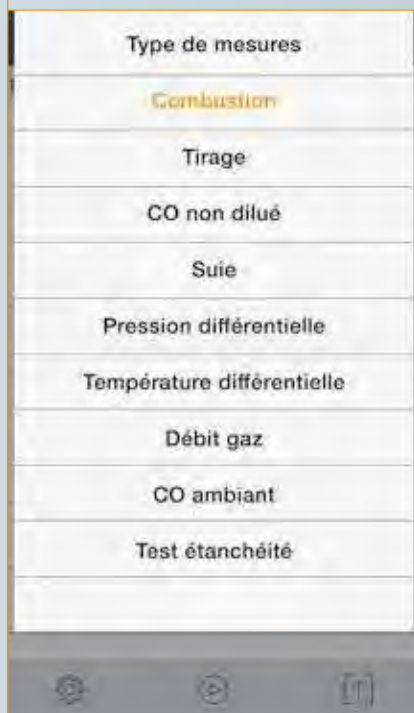 Type de mesures
Combustion
Tirage
CO non dilué
Suie
Pression différentielle
Température différentielle
Débit gaz
CO ambiant
Test étanchéité